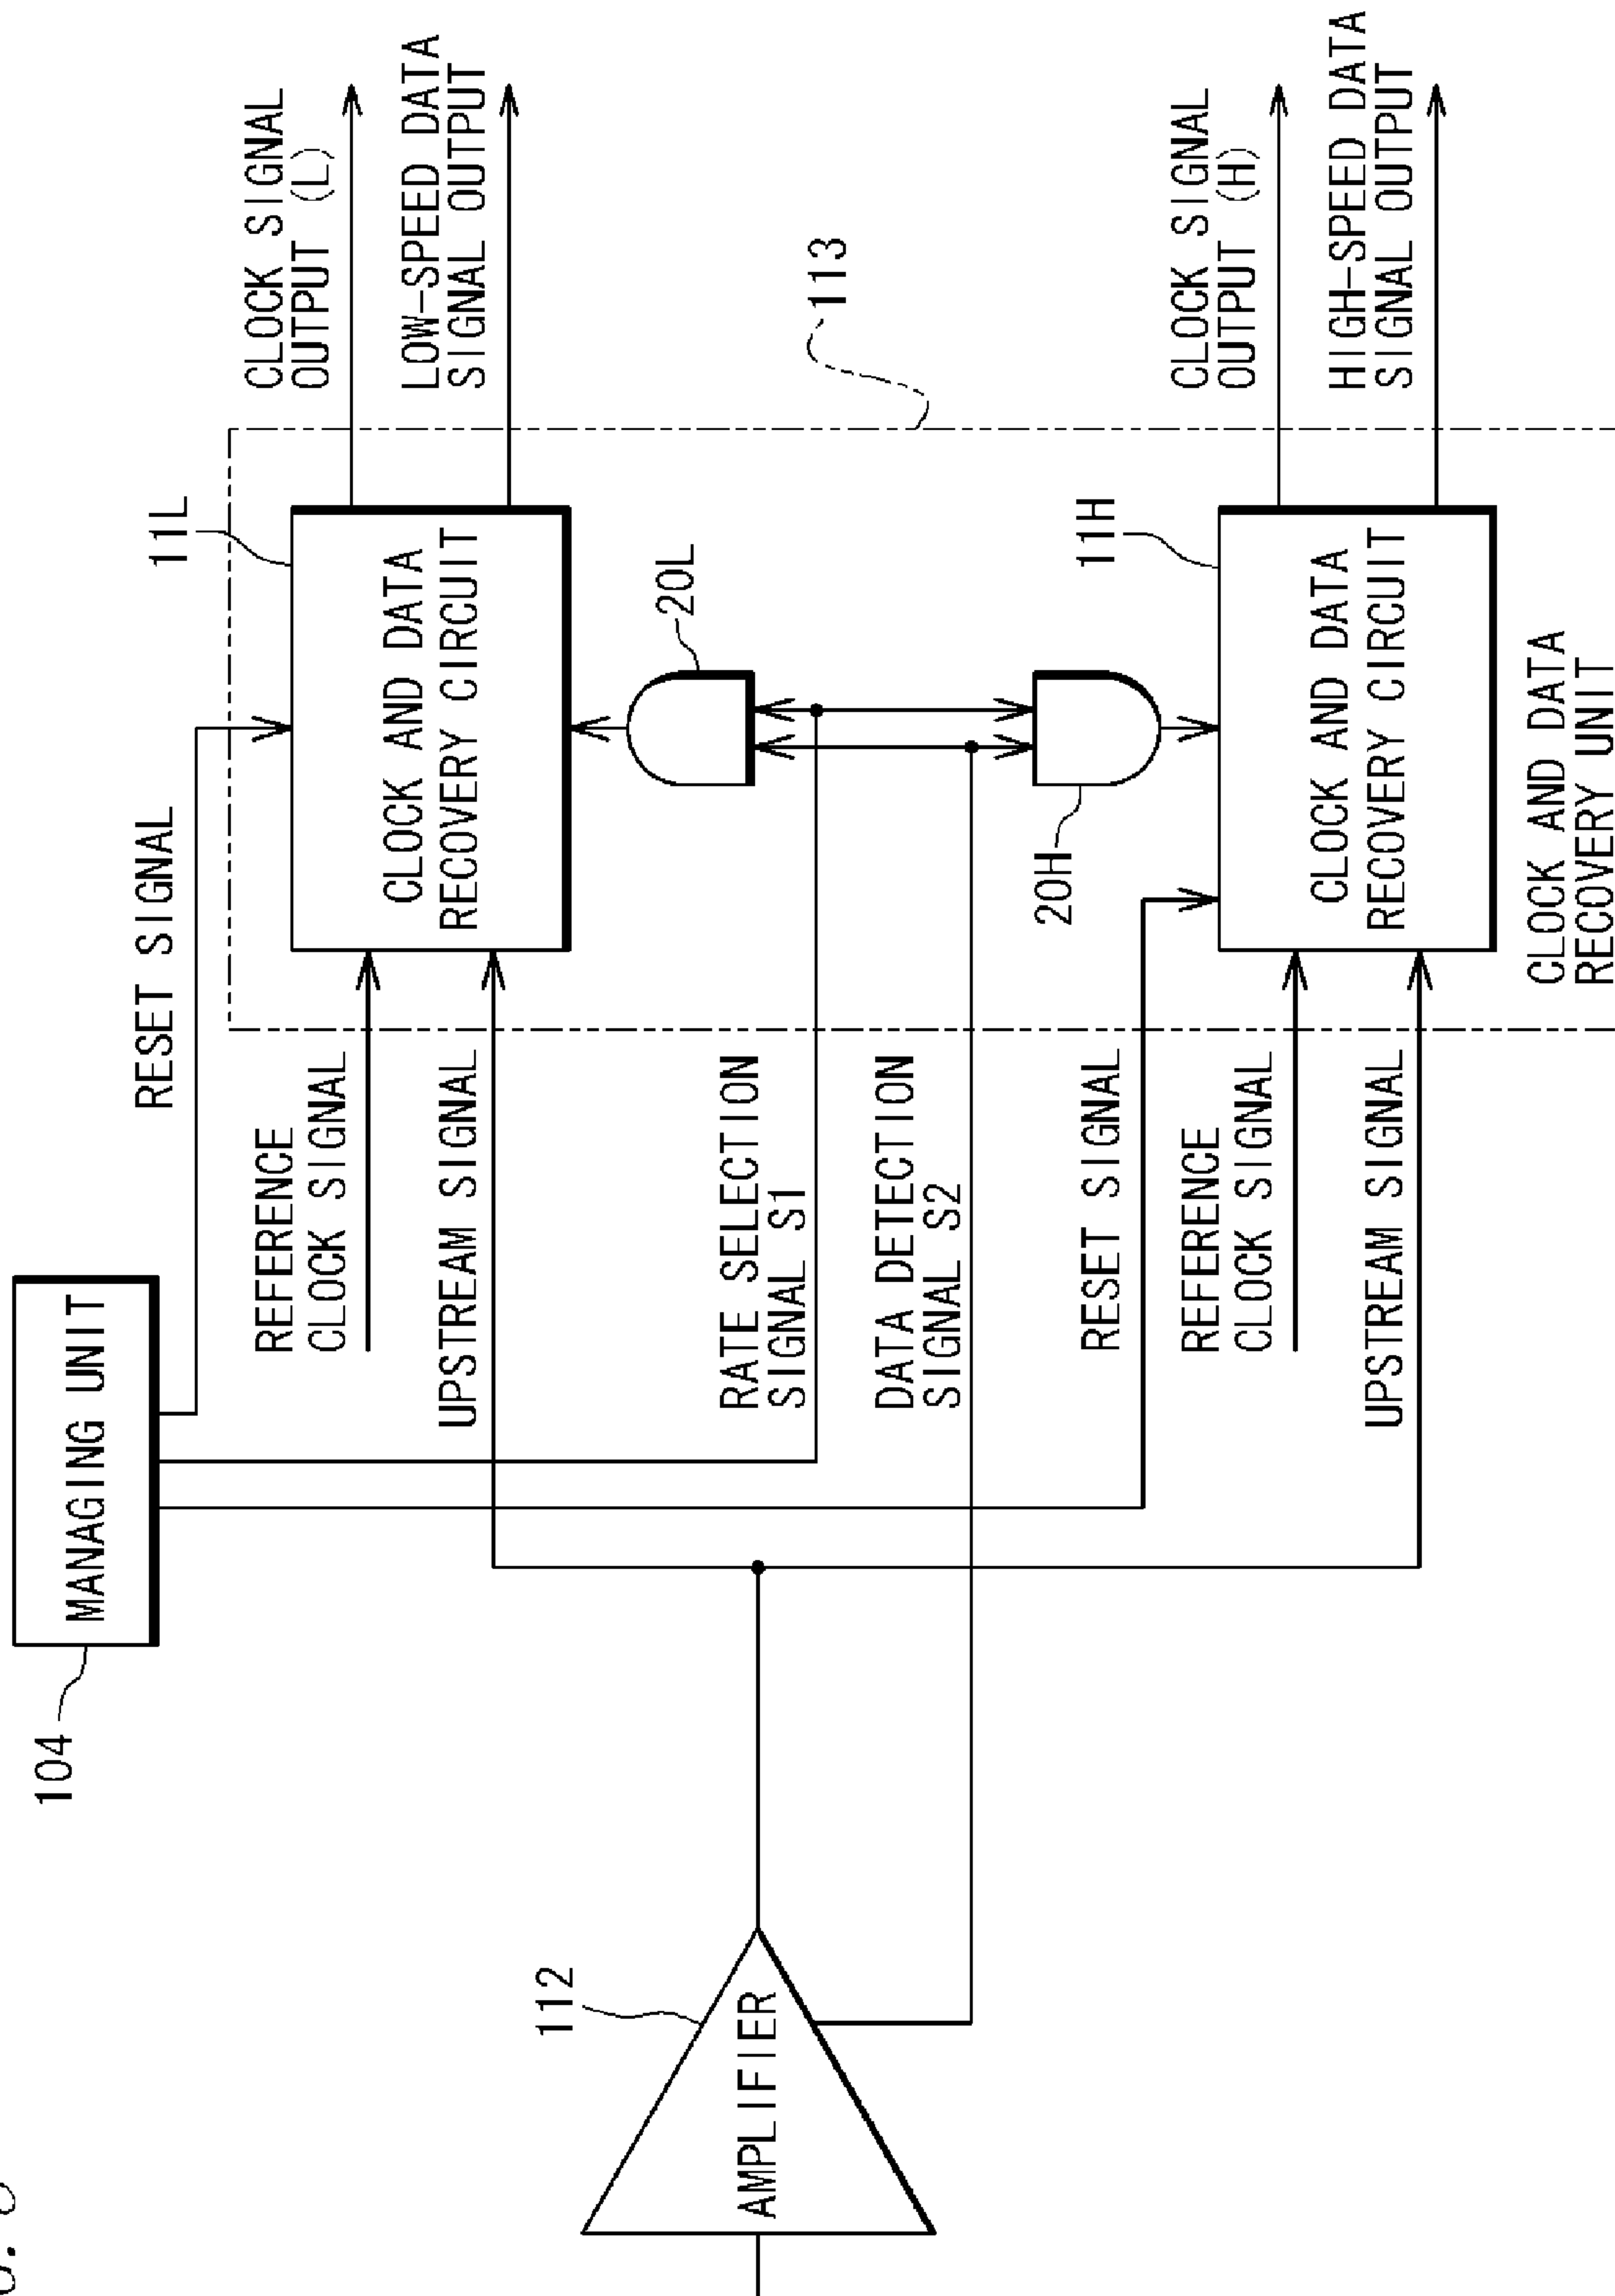 104
MANAGING UNIT
RESET SIGNAL
11L
CLOCK SIGNAL
OUTPUT (L)
REFERENCE
CLOCK SIGNAL
CLOCK AND DATA
RECOVERY CIRCUIT
LOW-SPEED DATA
SIGNAL OUTPUT
UPSTREAM SIGNAL
112
AMPLIFIER
20L
RATE SELECTION
SIGNAL S1
113
DATA DETECTION
SIGNAL S2
20H
RESET SIGNAL
11H
CLOCK SIGNAL
OUTPUT (H)
REFERENCE
CLOCK SIGNAL
CLOCK AND DATA
RECOVERY CIRCUIT
HIGH-SPEED DATA
SIGNAL OUTPUT
UPSTREAM SIGNAL
CLOCK AND DATA
RECOVERY UNIT